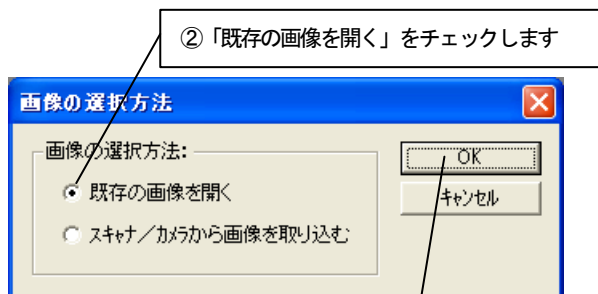 ②「既存の画像を開く」をチェックします
画像の選択方法
画像の選択方法:
OK
既存の画像を開く
キャンセル
スキャナ／カメラから画像を取り込む